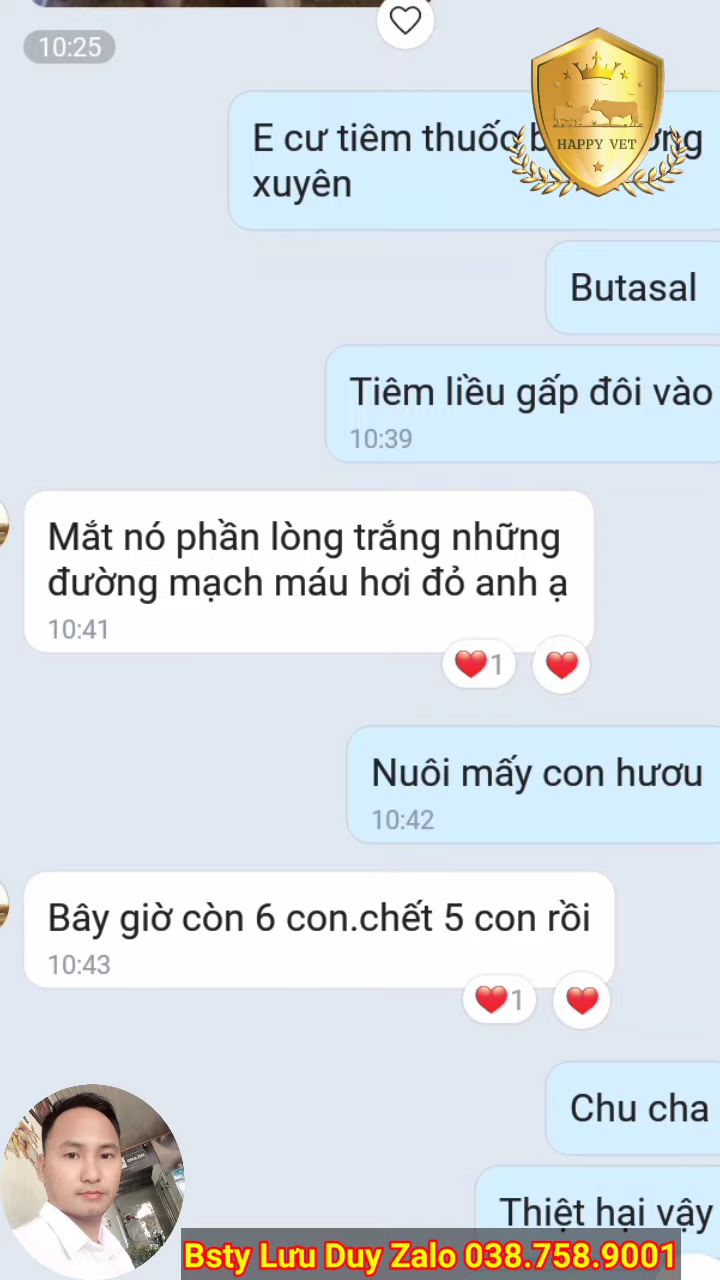 10:25
E cư tiêm thuốc
xuyên
HAPPY VET
Butasal
Tiêm liều gấp đôi vào
10:39
Mắt nó phần lòng trắng những
đường mạch máu hơi đỏ anh ạ
10:41
1
Nuôi mấy con hươu
10:42
Bây giờ còn 6 con.chết 5 con rồi
10:43
1
Chu cha
Thiệt hại vậy
Bsty Lưu Duy Zalo 038.758.9001